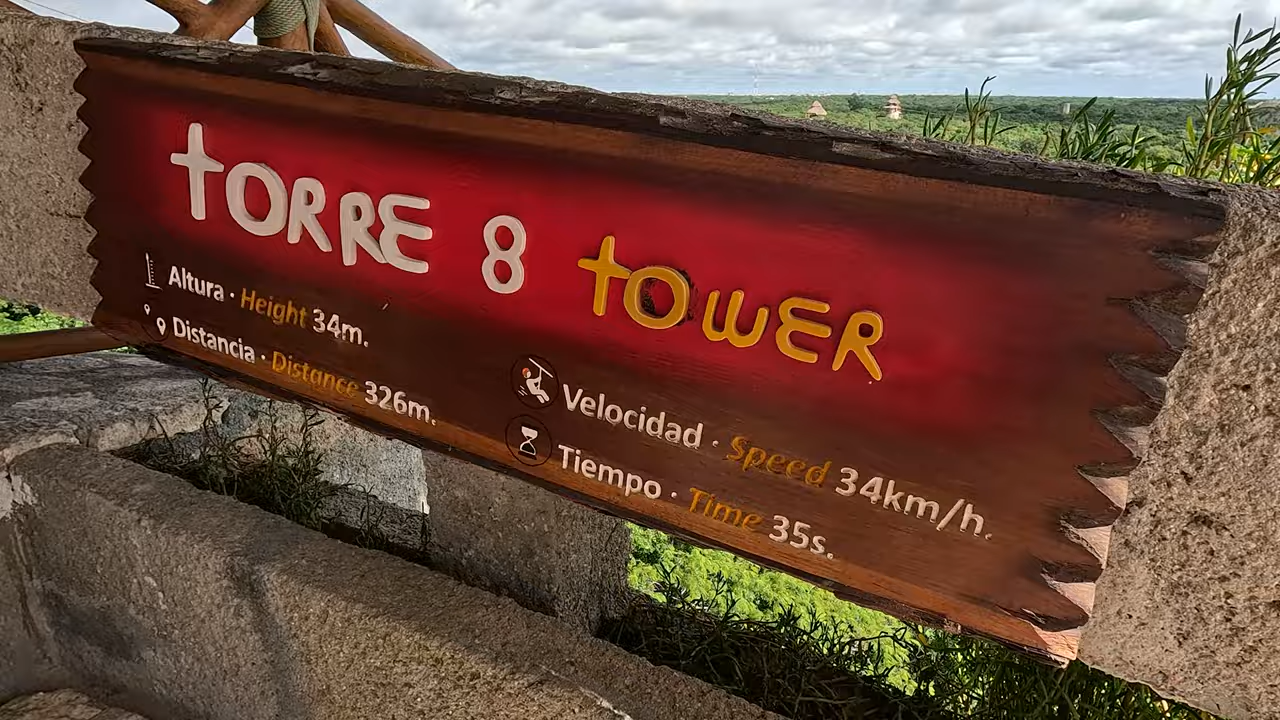 TORRE 8 TOWER
Altura · Height 34m.
Distancia · Distance 326m.
Velocidad · Speed 34km/h.
Tiempo · Time 35s.